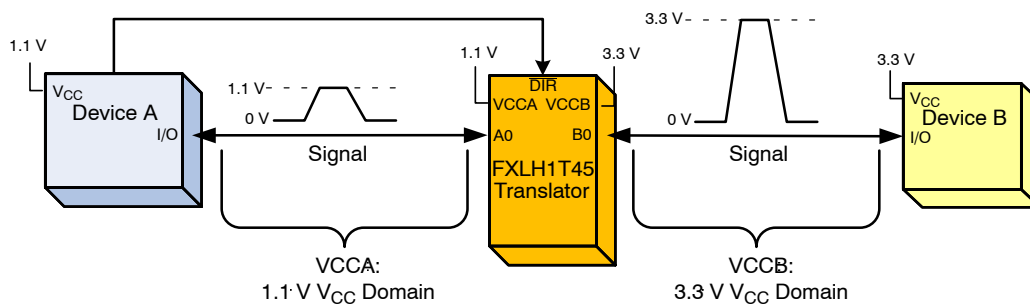 3.3 V
1.1 V
1.1 V
3.3 V
3.3 V
DIR
VCC
Device A
I/O
1.1 V
0 V
Signal
VCCA VCCB
A0
B0
FXLH1T45
Translator
0 V
Signal
VCC
Device B
I/O
VCCA:
1.1 V VCC Domain
VCCB:
3.3 V VCC Domain